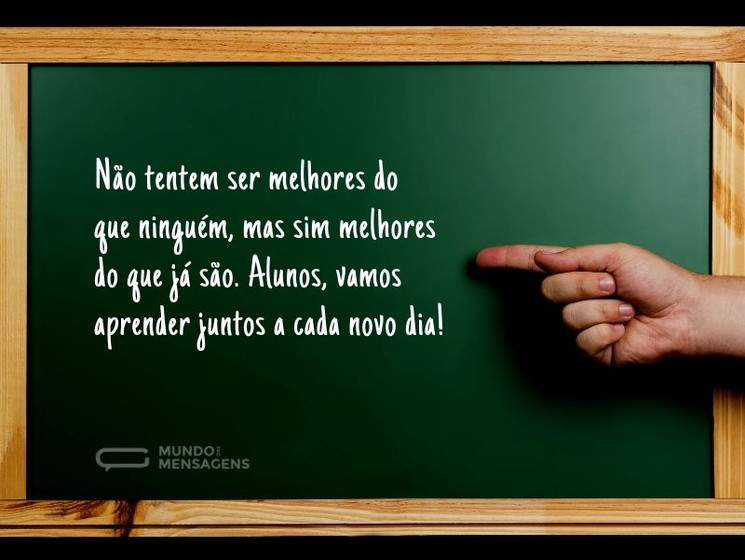 Não tentem ser melhores do
que ninguém, mas sim melhores
do que já são. Alunos, vamos
aprender juntos a cada novo dia!
MUNDO DAS
MENSAGENS